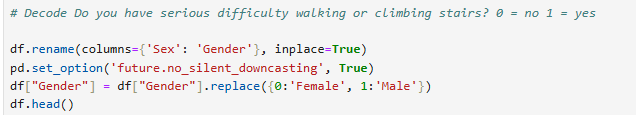 # Decode Do you have serious difficulty walking or climbing stairs? 0 = no 1 = yes
df.rename(columns={'Sex': 'Gender'}, inplace=True)
pd.set_option('future.no_silent_downcasting', True)
df["Gender"] = df["Gender"].replace({0:'Female', 1:'Male'})
df.head()